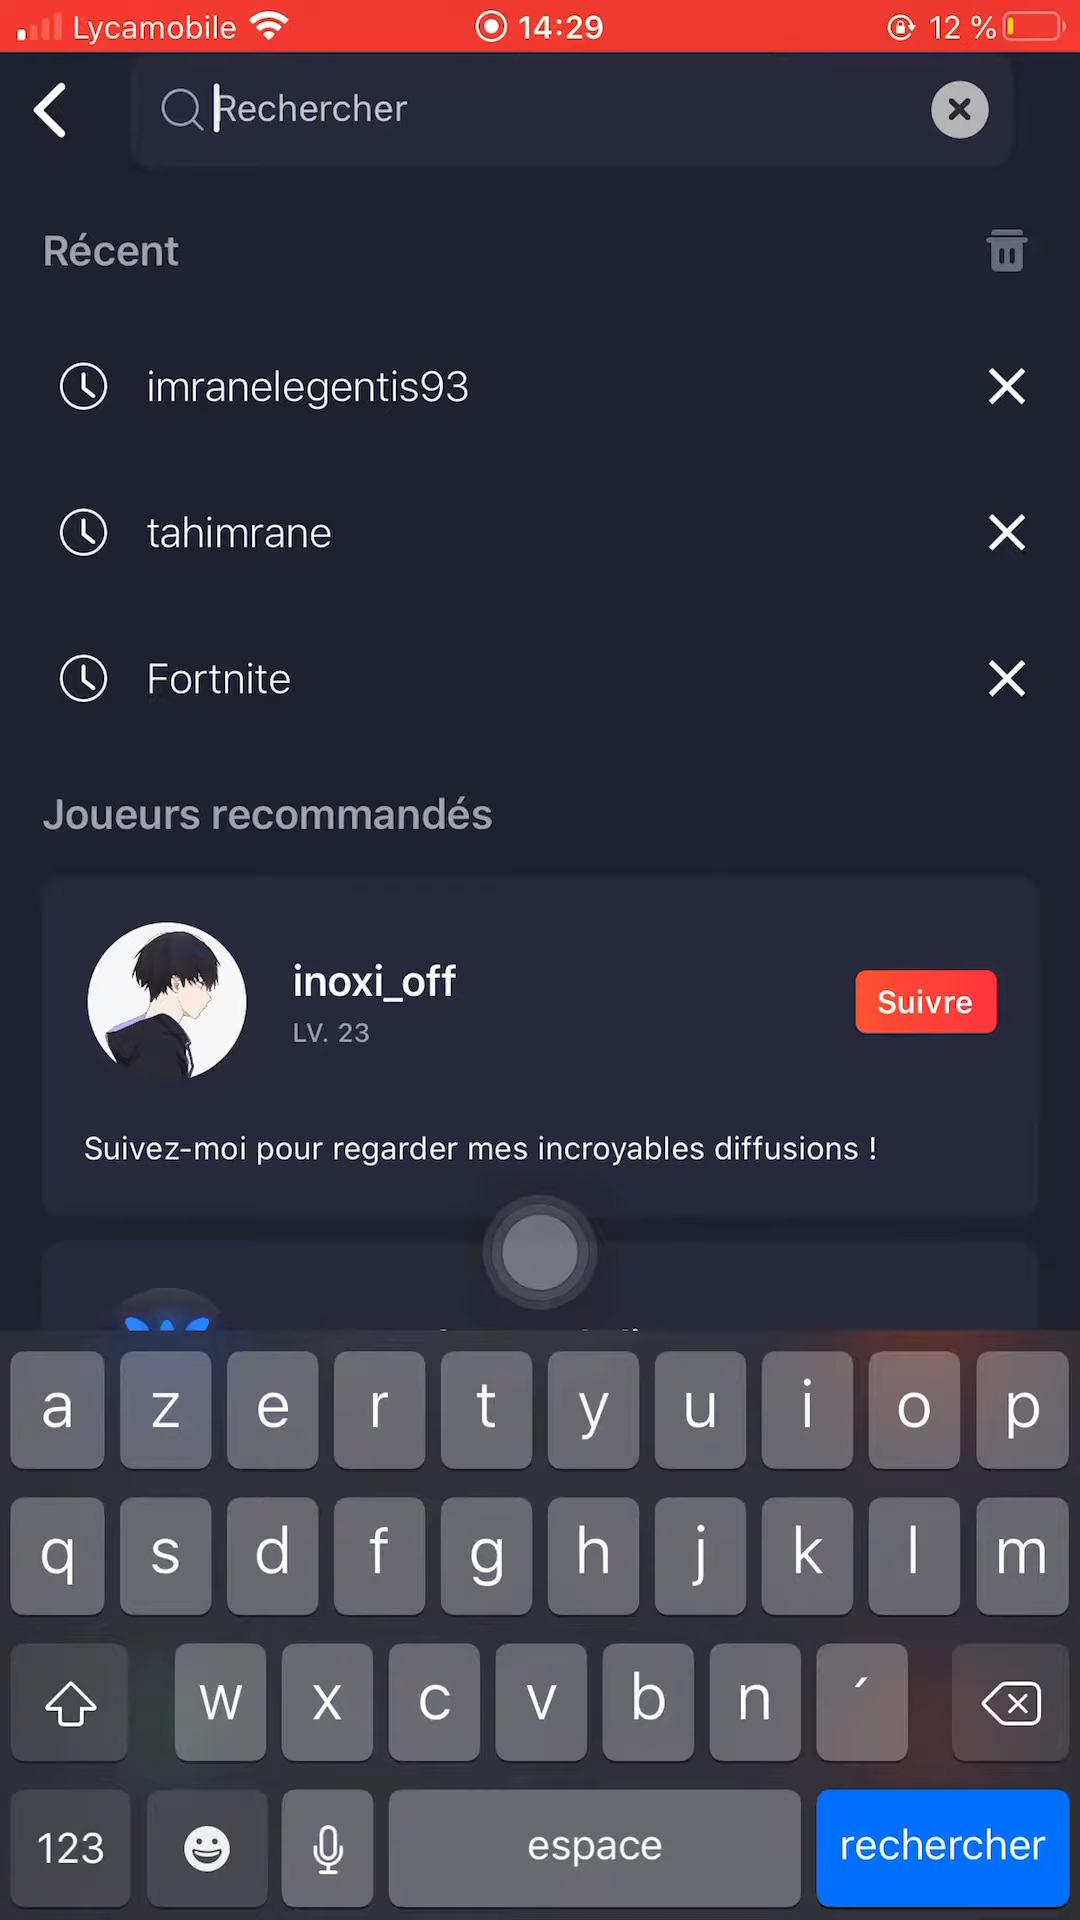 Lycamobile 14:29 12 %
Rechercher
Récent
imranelegentis93
tahimrane
Fortnite
Joueurs recommandés
inoxi_off
LV. 23
Suivre
Suivez-moi pour regarder mes incroyables diffusions !
a z e r t y u i o p
q s d f g h j k l m
w x c v b n ´
123 espace rechercher